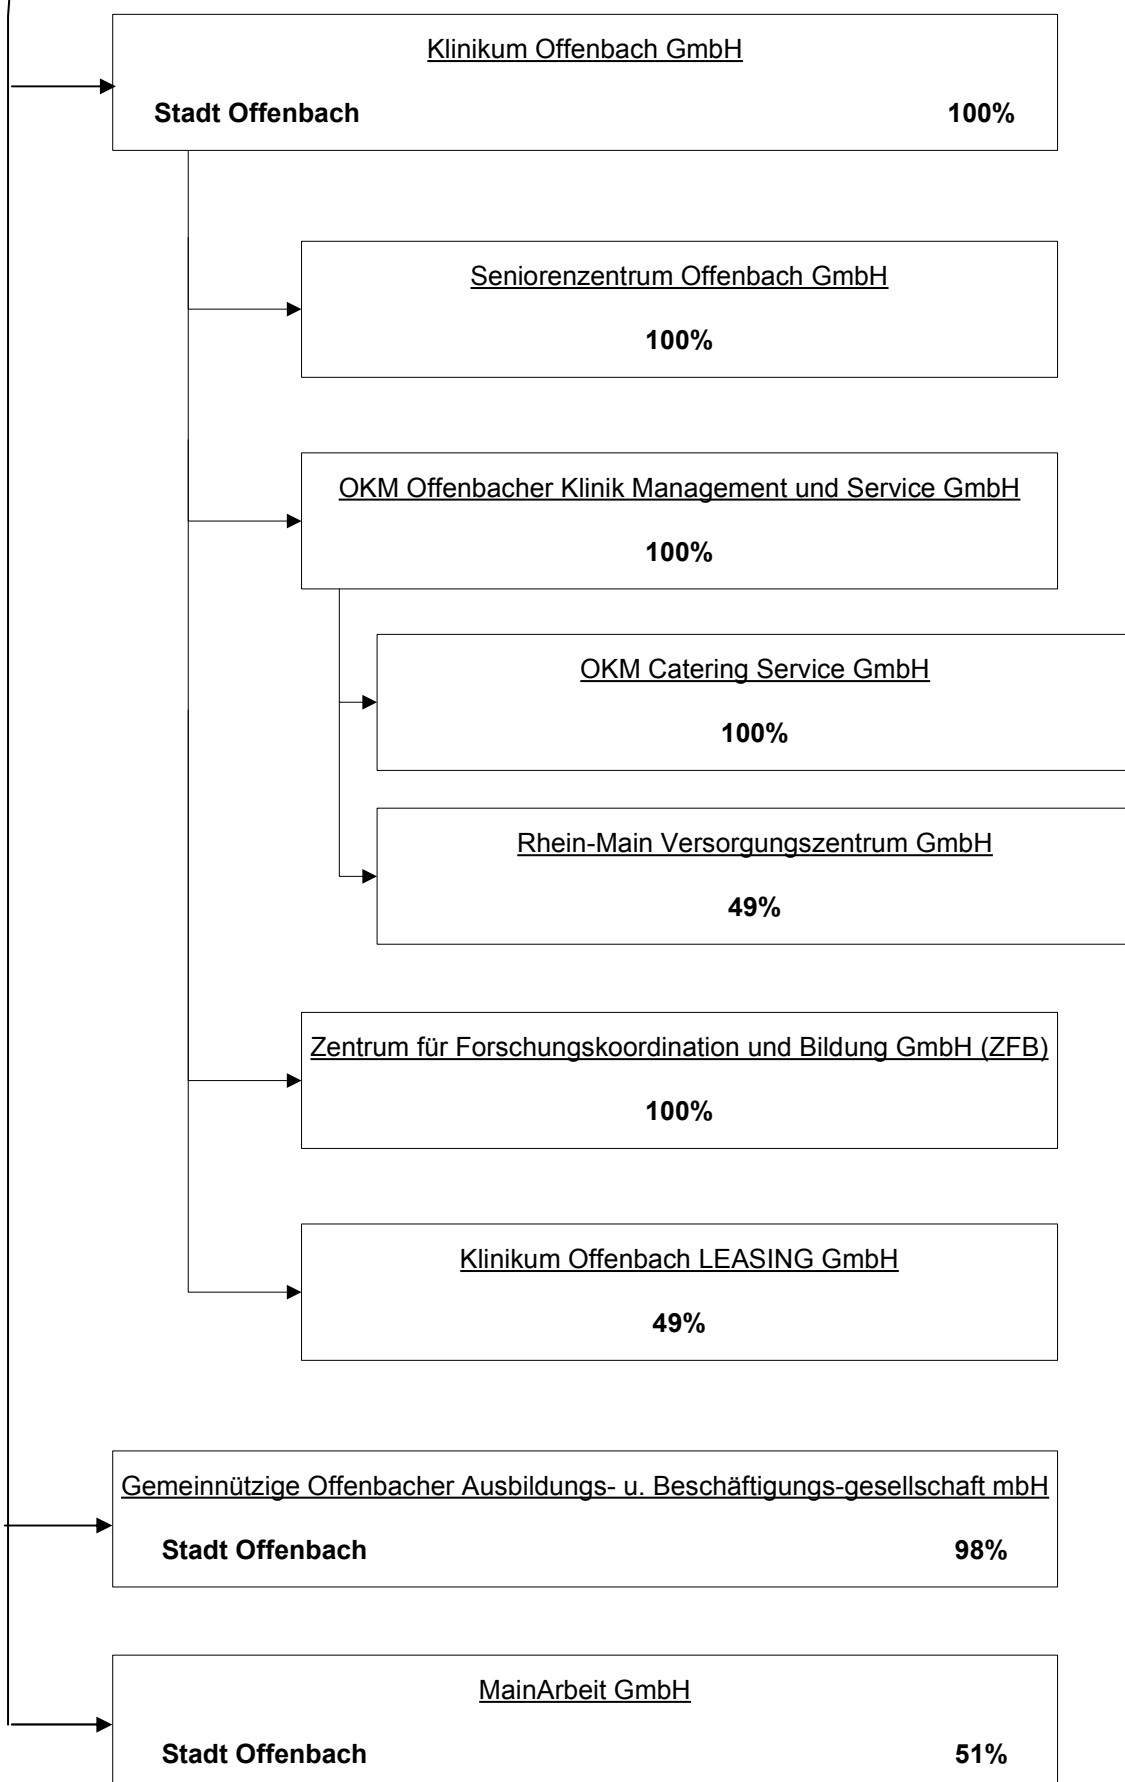 Klinikum Offenbach GmbH
Stadt Offenbach 100%
Seniorenzentrum Offenbach GmbH
100%
OKM Offenbacher Klinik Management und Service GmbH
100%
OKM Catering Service GmbH
100%
Rhein-Main Versorgungszentrum GmbH
49%
Zentrum für Forschungskoordination und Bildung GmbH (ZFB)
100%
Klinikum Offenbach LEASING GmbH
49%
Gemeinnützige Offenbacher Ausbildungs- u. Beschäftigungs-gesellschaft mbH
Stadt Offenbach 98%
MainArbeit GmbH
Stadt Offenbach 51%